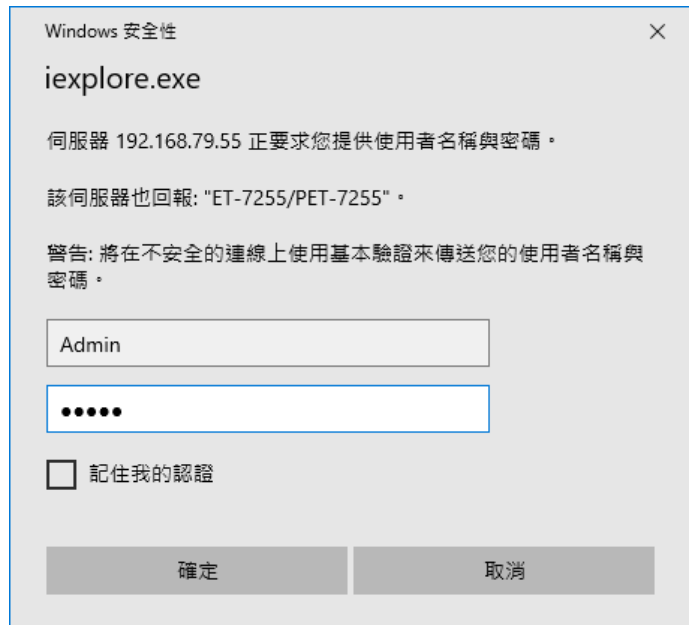 Windows 安全性
iexplore.exe
伺服器 192.168.79.55 正要求您提供使用者名稱與密碼。
該伺服器也回報: "ET-7255/PET-7255"。
警告: 將在不安全的連線上使用基本驗證來傳送您的使用者名稱與
密碼。
Admin
●●●●●
記住我的認證
確定
取消